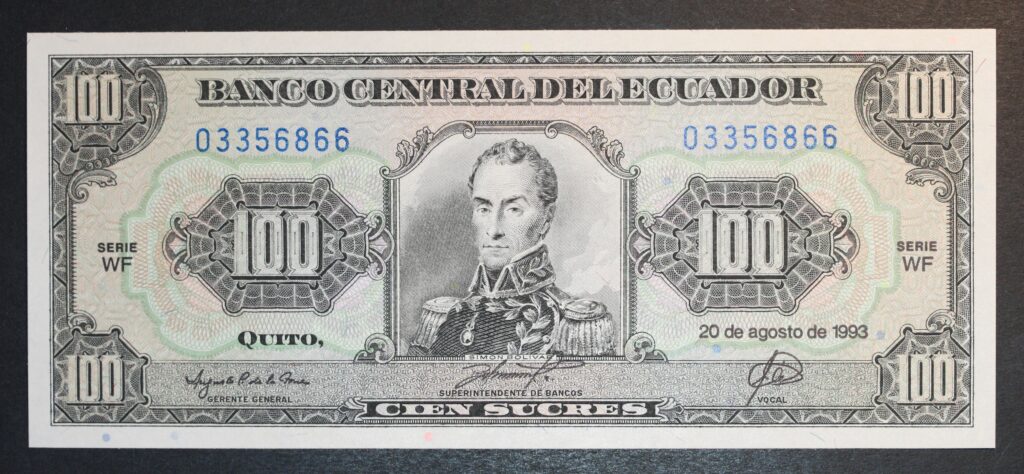 100 BANCO CENTRAL DEL ECUADOR 100
03356866 03356866
100 100
SERIE WF SERIE WF
QUITO, 20 de agosto de 1993
SIMON BOLIVAR
100 100
GERENTE GENERAL SUPERINTENDENTE DE BANCOS VOCAL
CIEN SUCRES